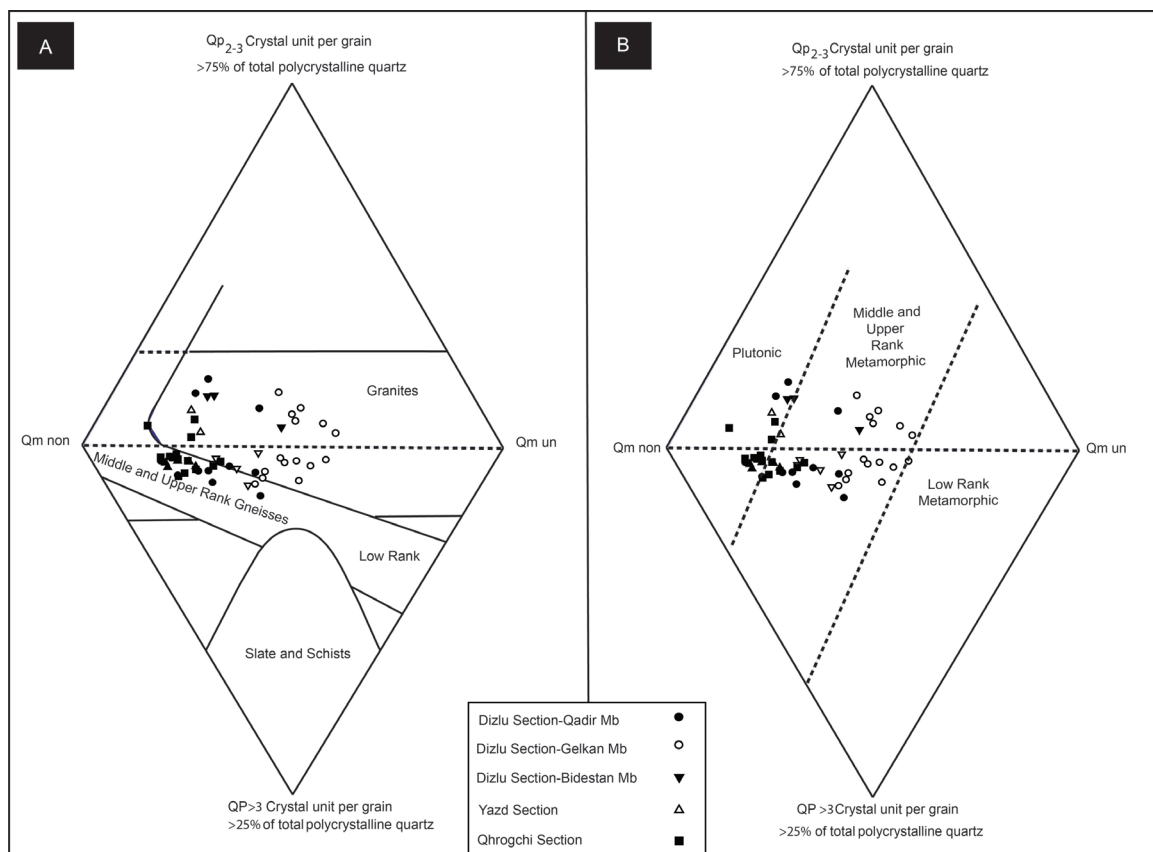 A
Qp2-3 Crystal unit per grain
>75% of total polycrystalline quartz
Granites
Qm non
Qm un
Middle and Upper Rank Gneisses
Low Rank
Slate and Schists
QP>3 Crystal unit per grain
>25% of total polycrystalline quartz
B
Qp2-3 Crystal unit per grain
>75% of total polycrystalline quartz
Middle and
Upper
Rank
Metamorphic
Plutonic
Qm non
Qm un
Low Rank
Metamorphic
QP >3Crystal unit per grain
>25% of total polycrystalline quartz
Dizlu Section-Qadir Mb
Dizlu Section-Gelkan Mb
Dizlu Section-Bidestan Mb
Yazd Section
Qhrogchi Section